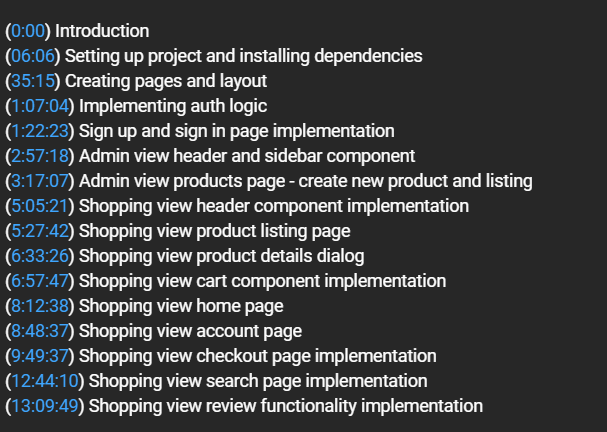 (0:00) Introduction
(06:06) Setting up project and installing dependencies
(35:15) Creating pages and layout
(1:07:04) Implementing auth logic
(1:22:23) Sign up and sign in page implementation
(2:57:18) Admin view header and sidebar component
(3:17:07) Admin view products page - create new product and listing
(5:05:21) Shopping view header component implementation
(5:27:42) Shopping view product listing page
(6:33:26) Shopping view product details dialog
(6:57:47) Shopping view cart component implementation
(8:12:38) Shopping view home page
(8:48:37) Shopping view account page
(9:49:37) Shopping view checkout page implementation
(12:44:10) Shopping view search page implementation
(13:09:49) Shopping view review functionality implementation